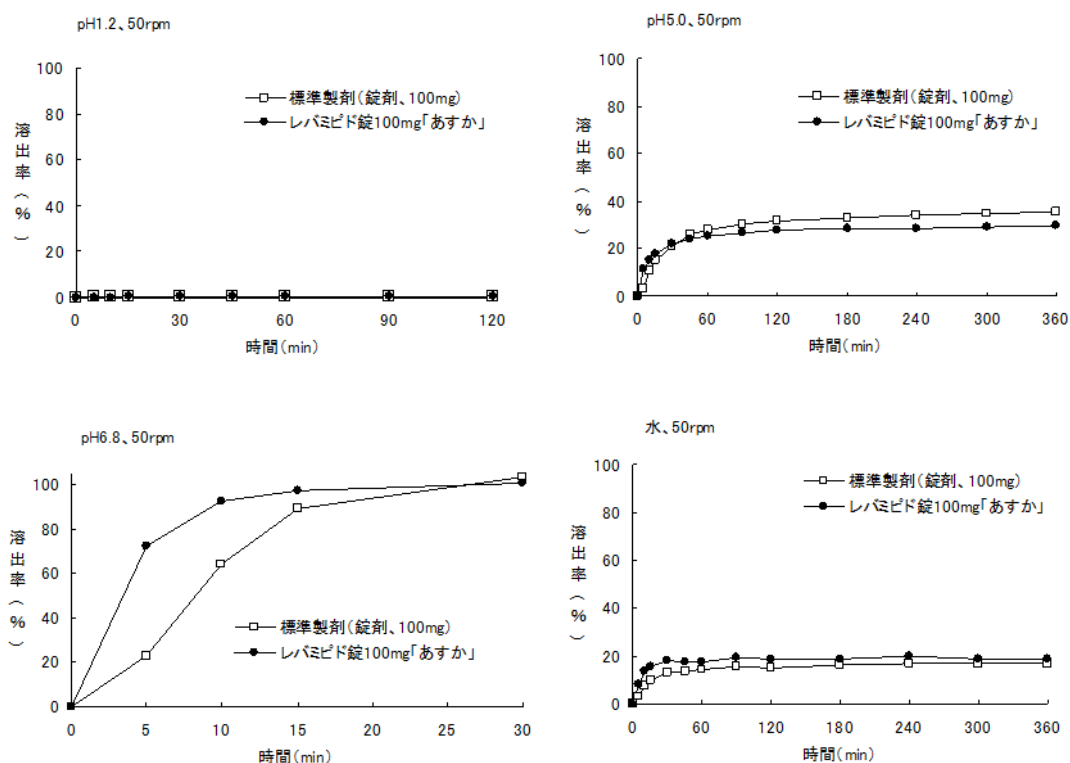 pH1.2、50rpm
100
80
60
40
20
0
溶出率(%)
標準製剤(錠剤、100mg)
レバミピド錠100mg「あすか」
0 30 60 90 120
時間(min)
pH5.0、50rpm
100
80
60
40
20
0
溶出率(%)
標準製剤(錠剤、100mg)
レバミピド錠100mg「あすか」
0 60 120 180 240 300 360
時間(min)
pH6.8、50rpm
100
80
60
40
20
0
溶出率(%)
標準製剤(錠剤、100mg)
レバミピド錠100mg「あすか」
0 5 10 15 20 25 30
時間(min)
水、50rpm
100
80
60
40
20
0
溶出率(%)
標準製剤(錠剤、100mg)
レバミピド錠100mg「あすか」
0 60 120 180 240 300 360
時間(min)